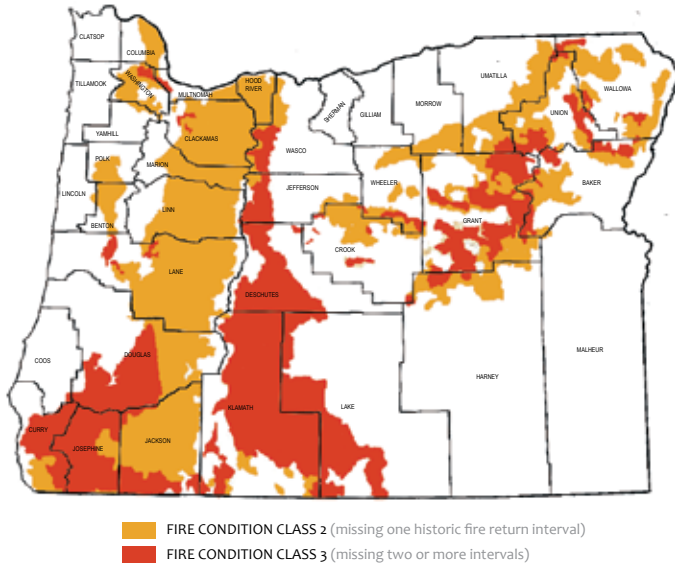 CLATSOP
COLUMBIA
TILLAMOOK
WASHINGTON
MULTNOMAH
HOOD
RIVER
SHERMAN
GILLIAM
MORROW
UMATILLA
WALLOWA
UNION
YAMHILL
CLACKAMAS
WASCO
POLK
MARION
LINCOLN
JEFFERSON
WHEELER
BAKER
BENTON
LINN
GRANT
CROOK
LANE
DESCHUTES
COOS
DOUGLAS
MALHEUR
HARNEY
KLAMATH
LAKE
CURRY
JOSEPHINE
JACKSON
FIRE CONDITION CLASS 2 (missing one historic fire return interval)
FIRE CONDITION CLASS 3 (missing two or more intervals)